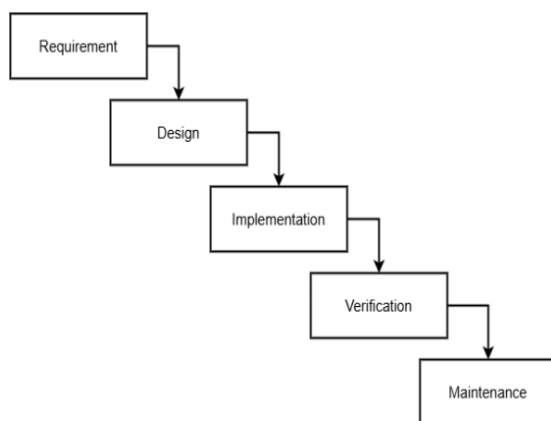 Requirement
Design
Implementation
Verification
Maintenance